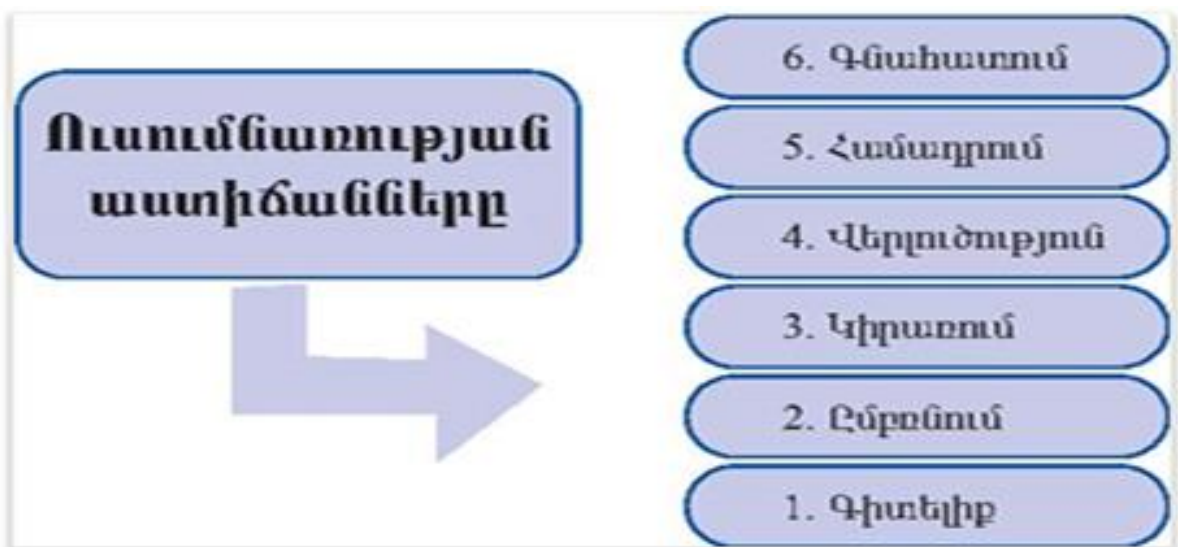 Ուսումնառության
աստիճանները
6. Գնահատում
5. Համադրում
4. Վերլուծություն
3. Կիրառում
2. Ըմբռնում
1. Գիտելիք